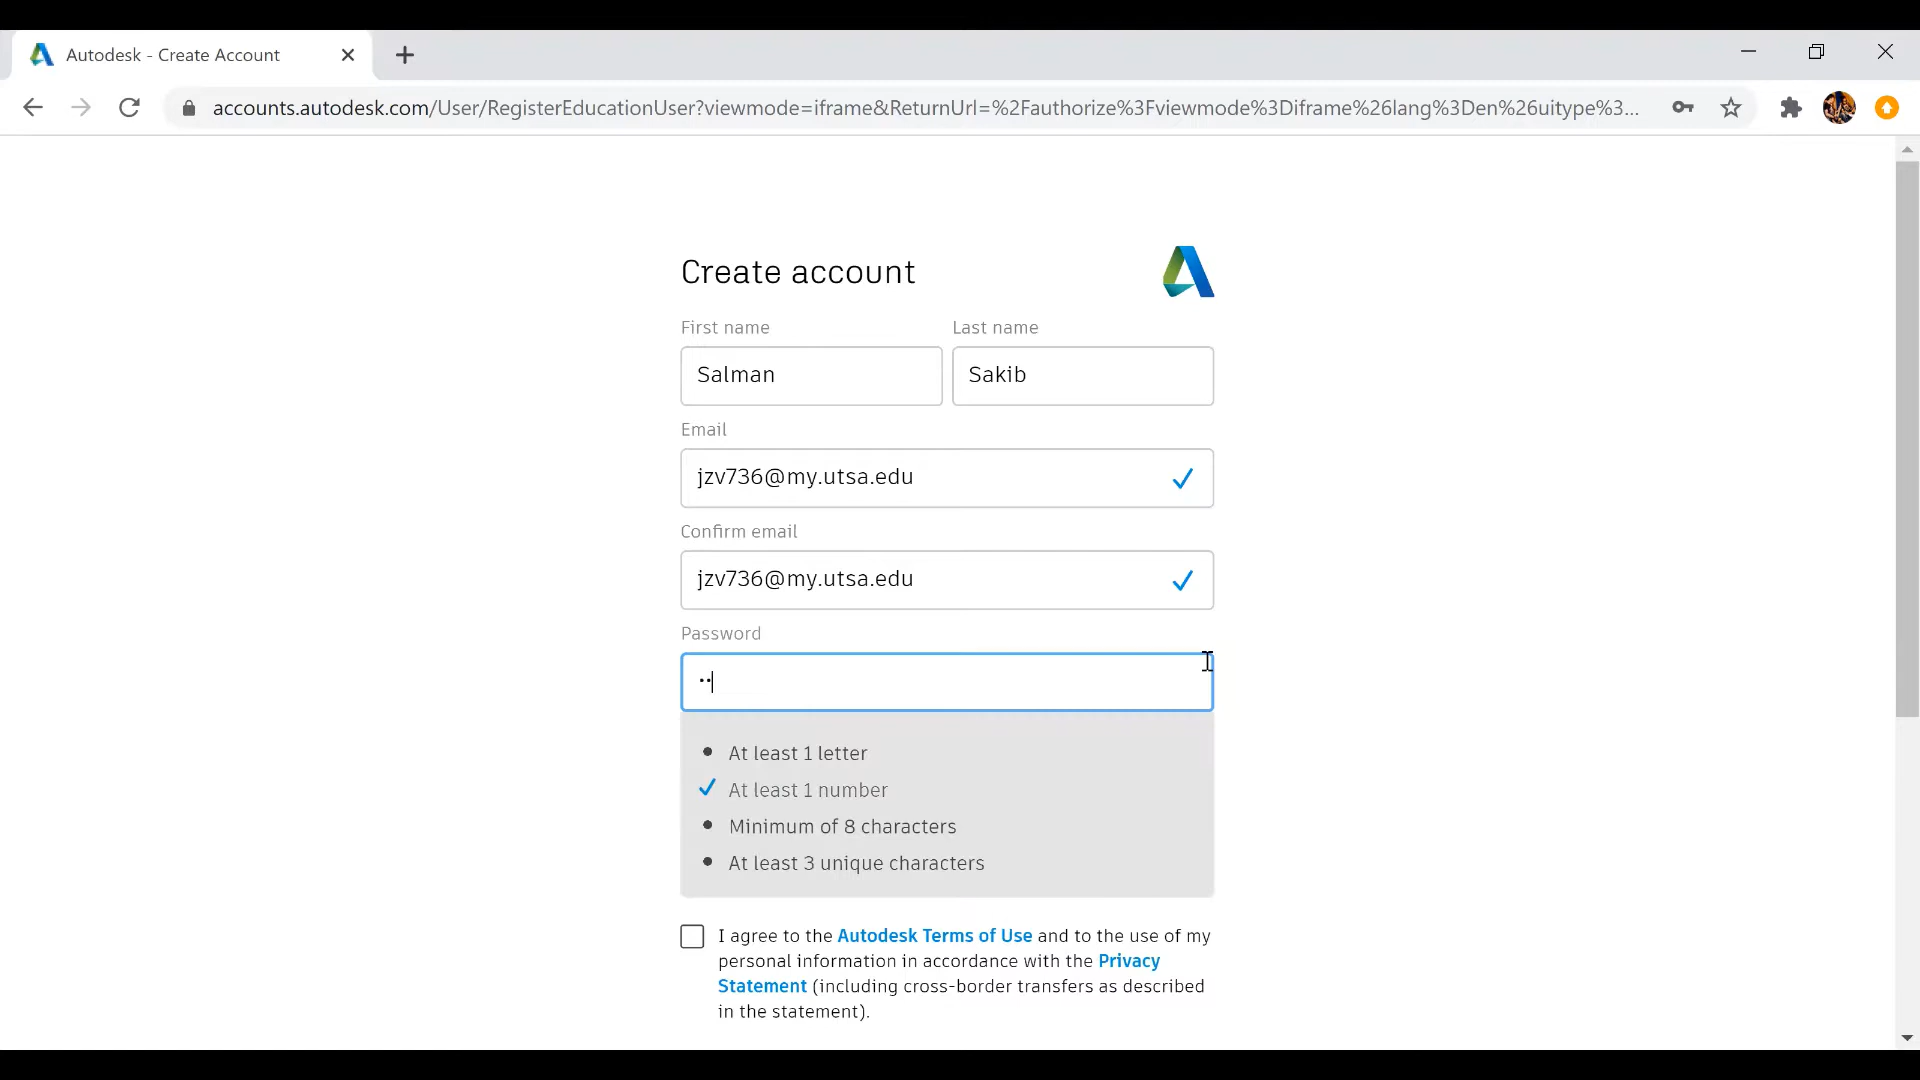 Autodesk - Create Account
accounts.autodesk.com/User/RegisterEducationUser?viewmode=iframe&ReturnUrl=%2Fauthorize%3Fviewmode%3Diframe%26lang%3Den%26uitype%3...
Create account
First name Last name
Salman Sakib
Email
jzv736@my.utsa.edu
Confirm email
jzv736@my.utsa.edu
Password
••
At least 1 letter
At least 1 number
Minimum of 8 characters
At least 3 unique characters
I agree to the Autodesk Terms of Use and to the use of my
personal information in accordance with the Privacy
Statement (including cross-border transfers as described
in the statement).